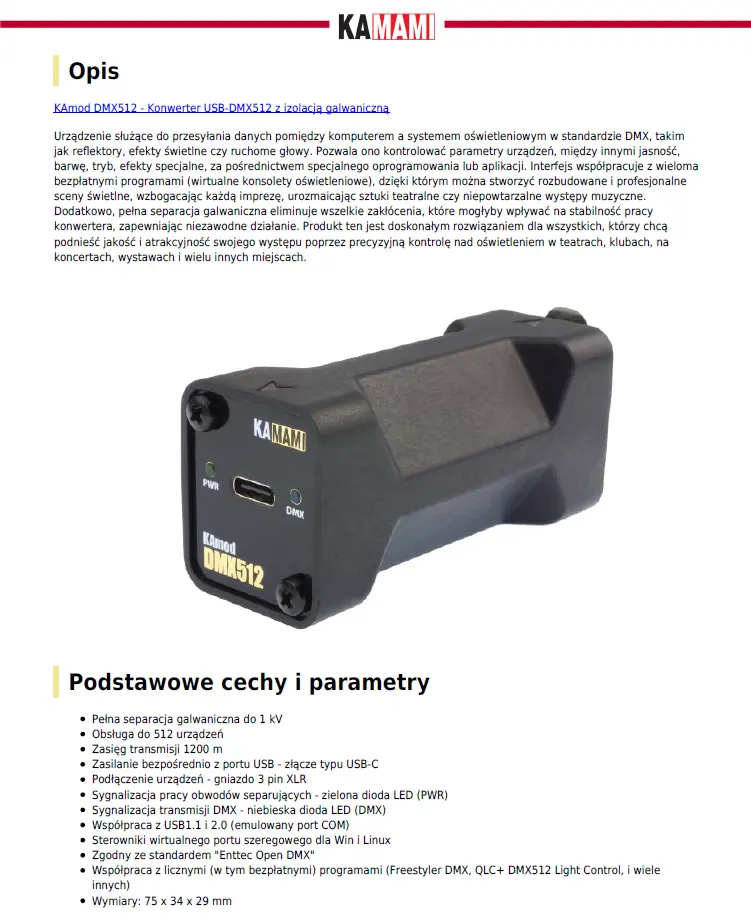 KAMAMI
Opis
KAmod DMX512 - Konwerter USB-DMX512 z izolacją galwaniczną
Urządzenie służące do przesyłania danych pomiędzy komputerem a systemem oświetleniowym w standardzie DMX, takim
jak reflektory, efekty świetlne czy ruchome głowy. Pozwala ono kontrolować parametry urządzeń, między innymi jasność,
barwę, tryb, efekty specjalne, za pośrednictwem specjalnego oprogramowania lub aplikacji. Interfejs współpracuje z wieloma
bezpłatnymi programami (wirtualne konsolety oświetleniowe), dzięki którym można stworzyć rozbudowane i profesjonalne
sceny świetlne, wzbogacając każdą imprezę, urozmaicając sztuki teatralne czy niepowtarzalne występy muzyczne.
Dodatkowo, pełna separacja galwaniczna eliminuje wszelkie zakłócenia, które mogłyby wpływać na stabilność pracy
konwertera, zapewniając niezawodne działanie. Produkt ten jest doskonałym rozwiązaniem dla wszystkich, którzy chcą
podnieść jakość i atrakcyjność swojego występu poprzez precyzyjną kontrolę nad oświetleniem w teatrach, klubach, na
koncertach, wystawach i wielu innych miejscach.
KAMAMI
PWR
DMX
KAmod
DMX512
Podstawowe cechy i parametry
• Pełna separacja galwaniczna do 1 kV
• Obsługa do 512 urządzeń
• Zasięg transmisji 1200 m
• Zasilanie bezpośrednio z portu USB - złącze typu USB-C
• Podłączenie urządzeń - gniazdo 3 pin XLR
• Sygnalizacja pracy obwodów separujących - zielona dioda LED (PWR)
• Sygnalizacja transmisji DMX - niebieska dioda LED (DMX)
• Współpraca z USB1.1 i 2.0 (emulowany port COM)
• Sterowniki wirtualnego portu szeregowego dla Win i Linux
• Zgodny ze standardem "Enttec Open DMX"
• Współpraca z licznymi (w tym bezpłatnymi) programami (Freestyler DMX, QLC+ DMX512 Light Control, i wiele
innych)
• Wymiary: 75 x 34 x 29 mm